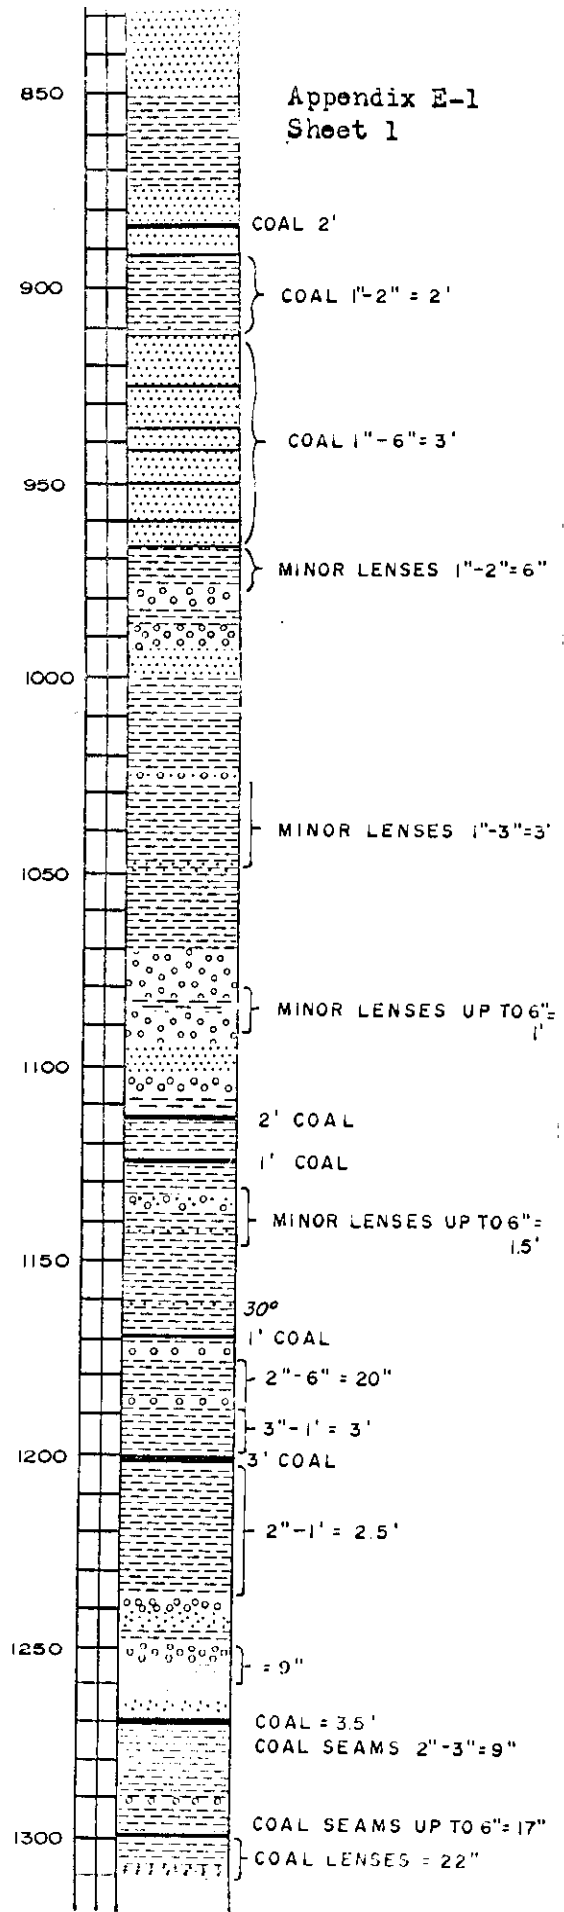 Appendix E-1
Sheet 1
850
COAL 2'
900
COAL 1"-2" = 2'
COAL 1"-6" = 3'
950
MINOR LENSES 1"-2"=6"
1000
MINOR LENSES 1"-3"=3'
1050
MINOR LENSES UP TO 6"=
1'
1100
2' COAL
1' COAL
MINOR LENSES UP TO 6"=
1.5'
1150
30°
1' COAL
2"-6" = 20"
3"-1' = 3'
1200
3' COAL
2"-1' = 2.5'
1250
= 9"
COAL = 3.5'
COAL SEAMS 2"-3"=9"
COAL SEAMS UP TO 6"=17"
1300
COAL LENSES = 22"